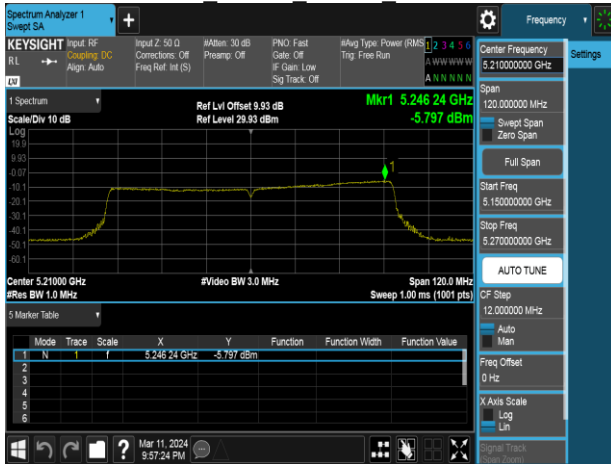 Spectrum Analyzer 1
Swept SA
+
Frequency
KEYSIGHT Input: RF
RL
Coupling: DC
Align: Auto
LXI
Input Z: 50 Ω
Corrections: Off
Freq Ref: Int (S)
#Atten: 30 dB
Preamp: Off
PNO: Fast
Gate: Off
IF Gain: Low
Sig Track: Off
#Avg Type: Power (RMS
Trig: Free Run
1 2 3 4 5 6
A W W W W W
A N N N N N
1 Spectrum
Scale/Div 10 dB
Ref Lvl Offset 9.93 dB
Ref Level 29.93 dBm
Mkr1 5.246 24 GHz
-5.797 dBm
Log
19.9
9.93
-0.07
-10.1
-20.1
-30.1
-40.1
-50.1
-60.1
1
Center 5.21000 GHz
#Res BW 1.0 MHz
#Video BW 3.0 MHz
Span 120.0 MHz
Sweep 1.00 ms (1001 pts)
5 Marker Table
Mode Trace Scale X Y Function Function Width Function Value
1 N 1 f 5.246 24 GHz -5.797 dBm
2
3
4
5
6
?
Mar 11, 2024
9:57:24 PM
Center Frequency
5.210000000 GHz
Settings
Span
120.000000 MHz
Swept Span
Zero Span
Full Span
Start Freq
5.150000000 GHz
Stop Freq
5.270000000 GHz
AUTO TUNE
CF Step
12.000000 MHz
Auto
Man
Freq Offset
0 Hz
X Axis Scale
Log
Lin
Signal Track
(Span Zoom)